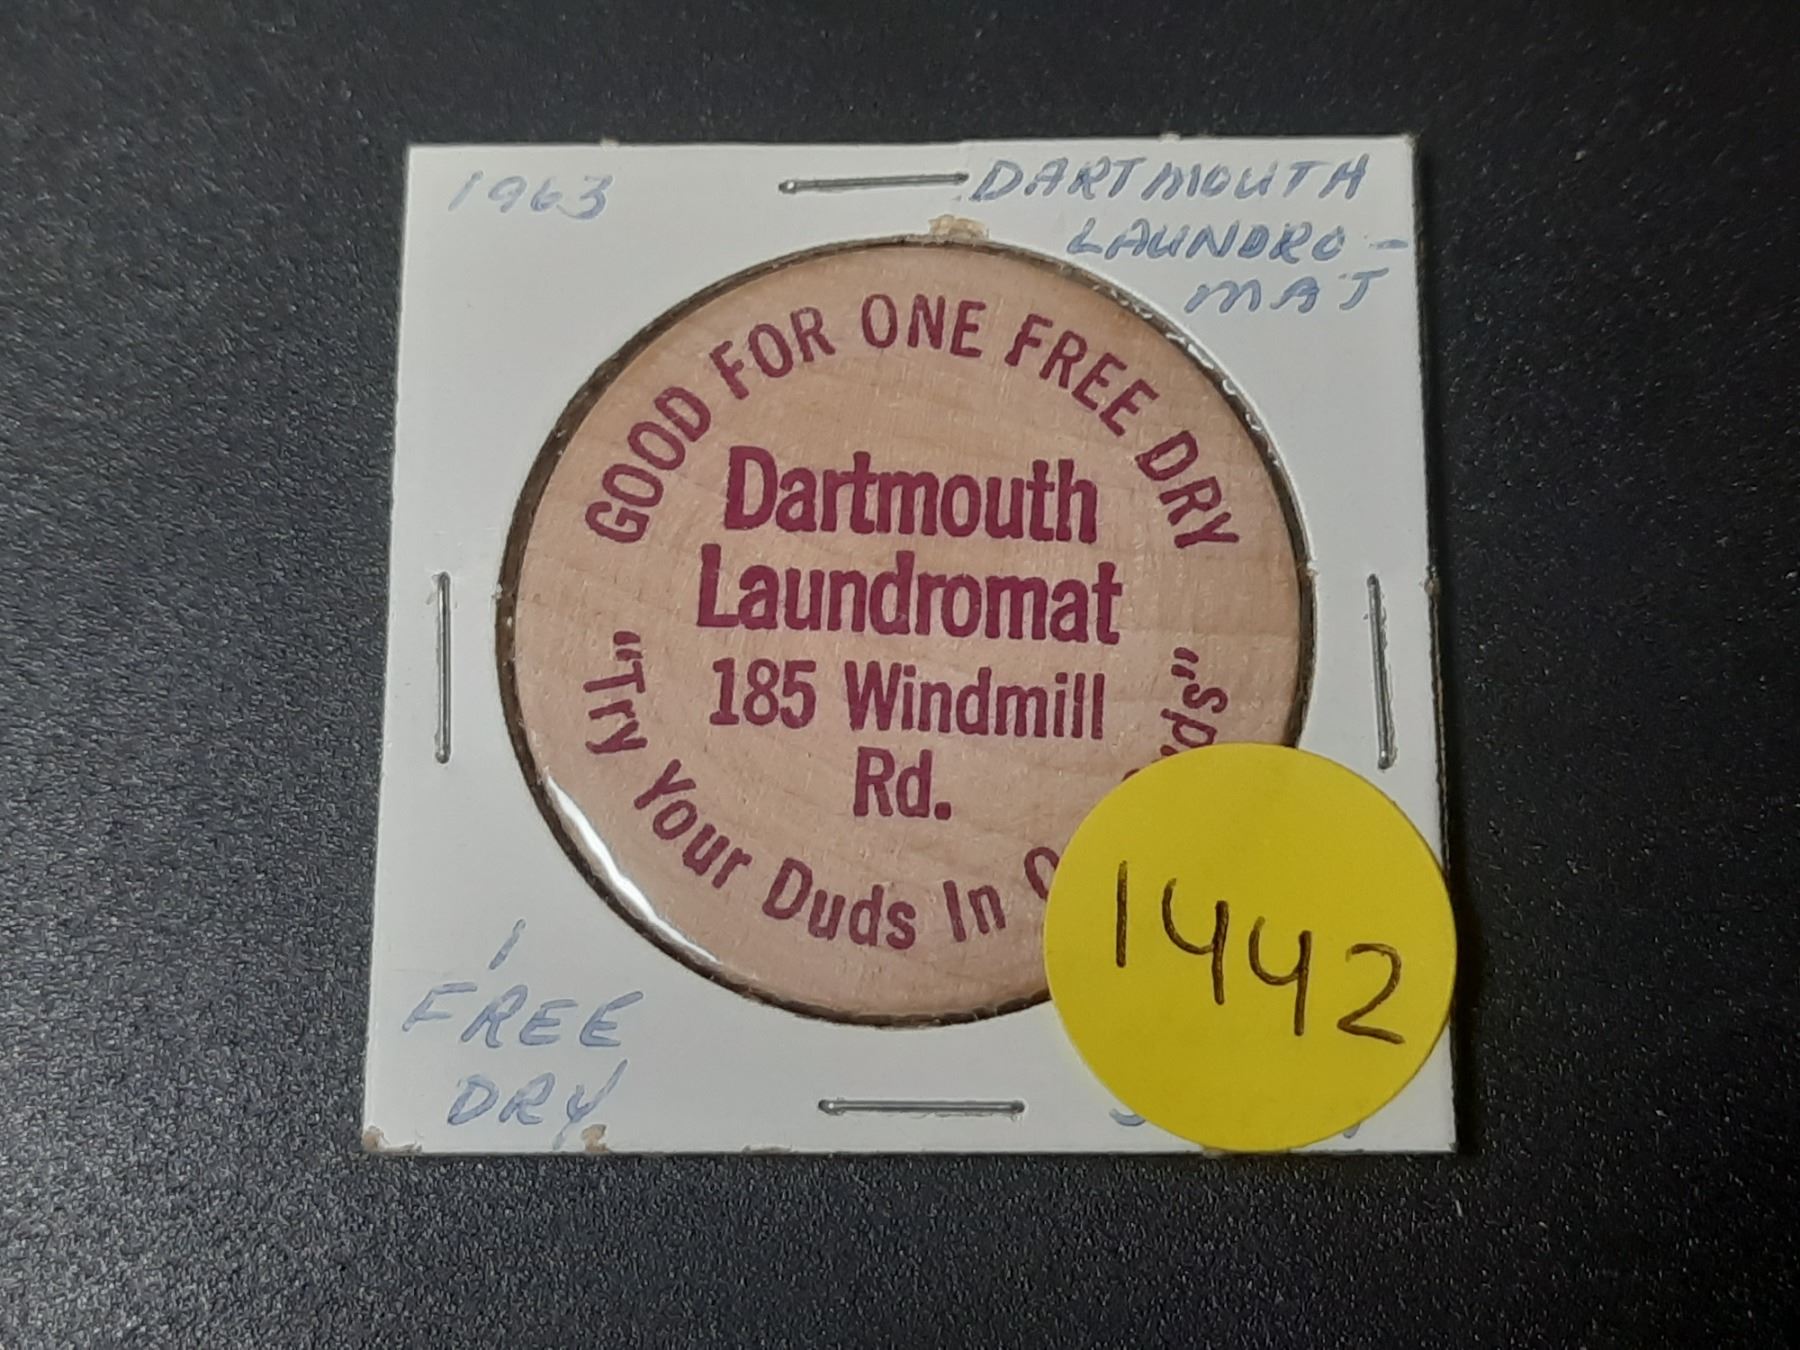 1963
DARTMOUTH
LAUNDRO-
MAT
GOOD FOR ONE FREE DRY
Dartmouth
Laundromat
185 Windmill
Rd.
"Try Your Duds In
1
FREE
DRY
1442